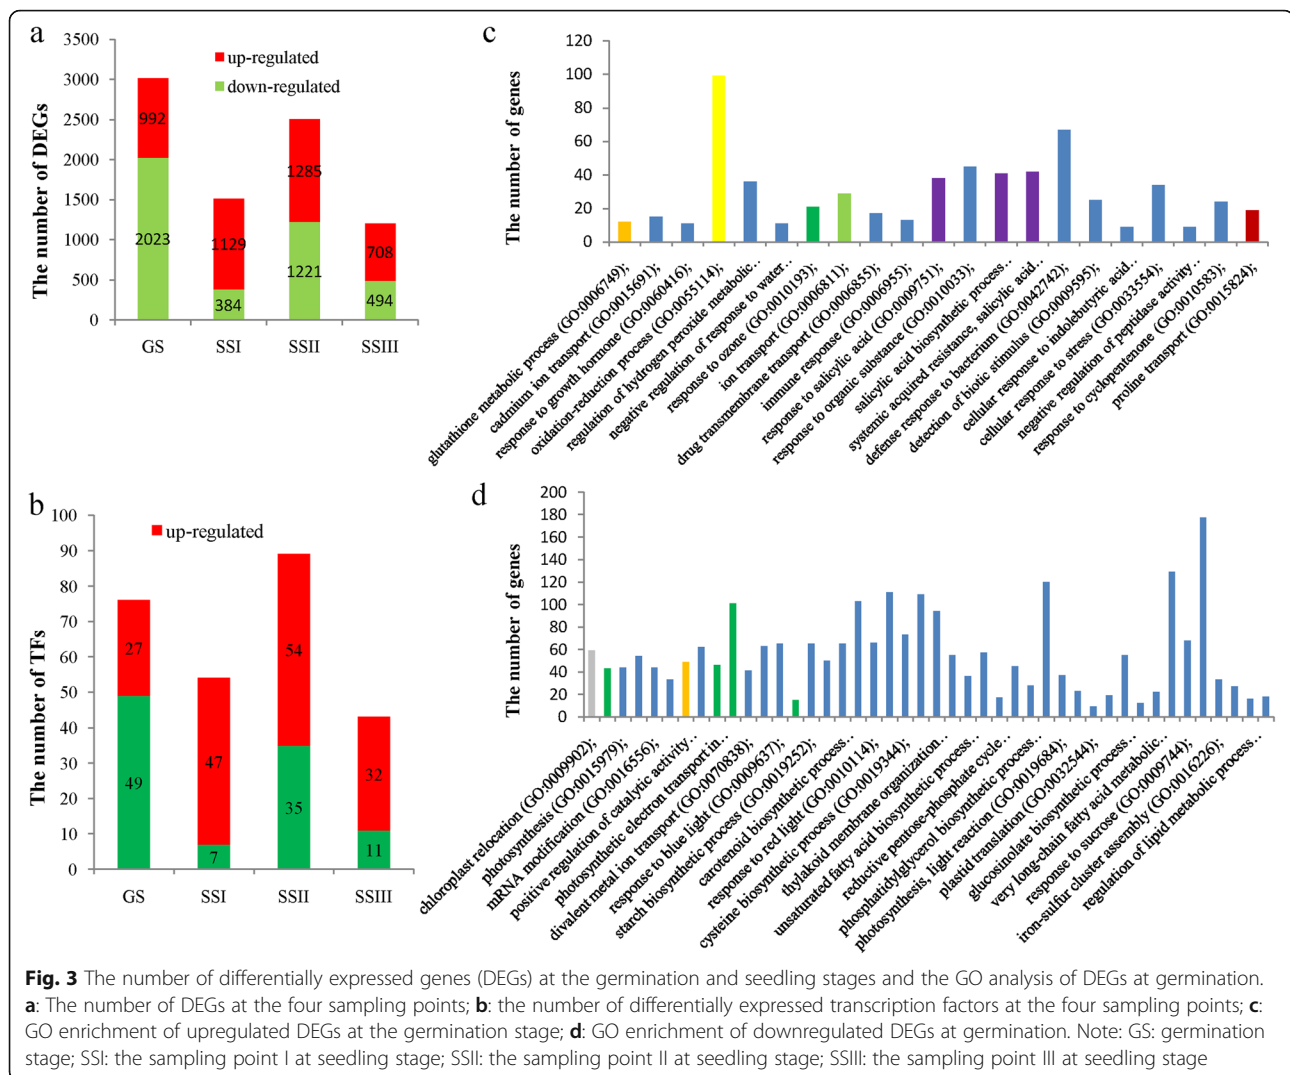 a
3500
3000
2500
2000
1500
1000
500
0
The number of DEGs
up-regulated
down-regulated
992
2023
1129
384
1285
1221
708
494
GS
SSI
SSII
SSIII
c
120
100
80
60
40
20
0
The number of genes
glutathione metabolic process (GO:0006749);
cadmium ion transport (GO:0015691);
response to growth hormone (GO:0060416);
oxidation-reduction process (GO:0055114);
regulation of hydrogen peroxide metabolic...
negative regulation of response to water...
response to ozone (GO:0010193);
ion transport (GO:0006811);
drug transmembrane transport (GO:0006855);
immune response (GO:0006955);
response to salicylic acid (GO:0009751);
response to organic substance (GO:0010033);
salicylic acid biosynthetic process...
systemic acquired resistance, salicylic acid...
defense response to bacterium (GO:0042742);
detection of biotic stimulus (GO:0009595);
cellular response to indolebutyric acid...
cellular response to stress (GO:0033554);
negative regulation of peptidase activity...
response to cyclopentenone (GO:0010583);
proline transport (GO:0015824);
b
100
90
80
70
60
50
40
30
20
10
0
The number of TFs
up-regulated
27
49
47
7
54
35
32
11
GS
SSI
SSII
SSIII
d
200
180
160
140
120
100
80
60
40
20
0
The number of genes
chloroplast relocation (GO:0009902);
photosynthesis (GO:0015979);
mRNA modification (GO:0016556);
positive regulation of catalytic activity...
photosynthetic electron transport in...
divalent metal ion transport (GO:0070838);
response to blue light (GO:0009637);
starch biosynthetic process (GO:0019252);
carotenoid biosynthetic process...
response to red light (GO:0010114);
cysteine biosynthetic process (GO:0019344);
thylakoid membrane organization...
unsaturated fatty acid biosynthetic process...
reductive pentose-phosphate cycle...
phosphatidylglycerol biosynthetic process...
photosynthesis, light reaction (GO:0019684);
plastid translation (GO:0032544);
glucosinolate biosynthetic process...
very long-chain fatty acid metabolic...
response to sucrose (GO:0009744);
iron-sulfur cluster assembly (GO:0016226);
regulation of lipid metabolic process...
Fig. 3 The number of differentially expressed genes (DEGs) at the germination and seedling stages and the GO analysis of DEGs at germination.
a: The number of DEGs at the four sampling points; b: the number of differentially expressed transcription factors at the four sampling points; c:
GO enrichment of upregulated DEGs at the germination stage; d: GO enrichment of downregulated DEGs at germination. Note: GS: germination
stage; SSI: the sampling point I at seedling stage; SSII: the sampling point II at seedling stage; SSIII: the sampling point III at seedling stage